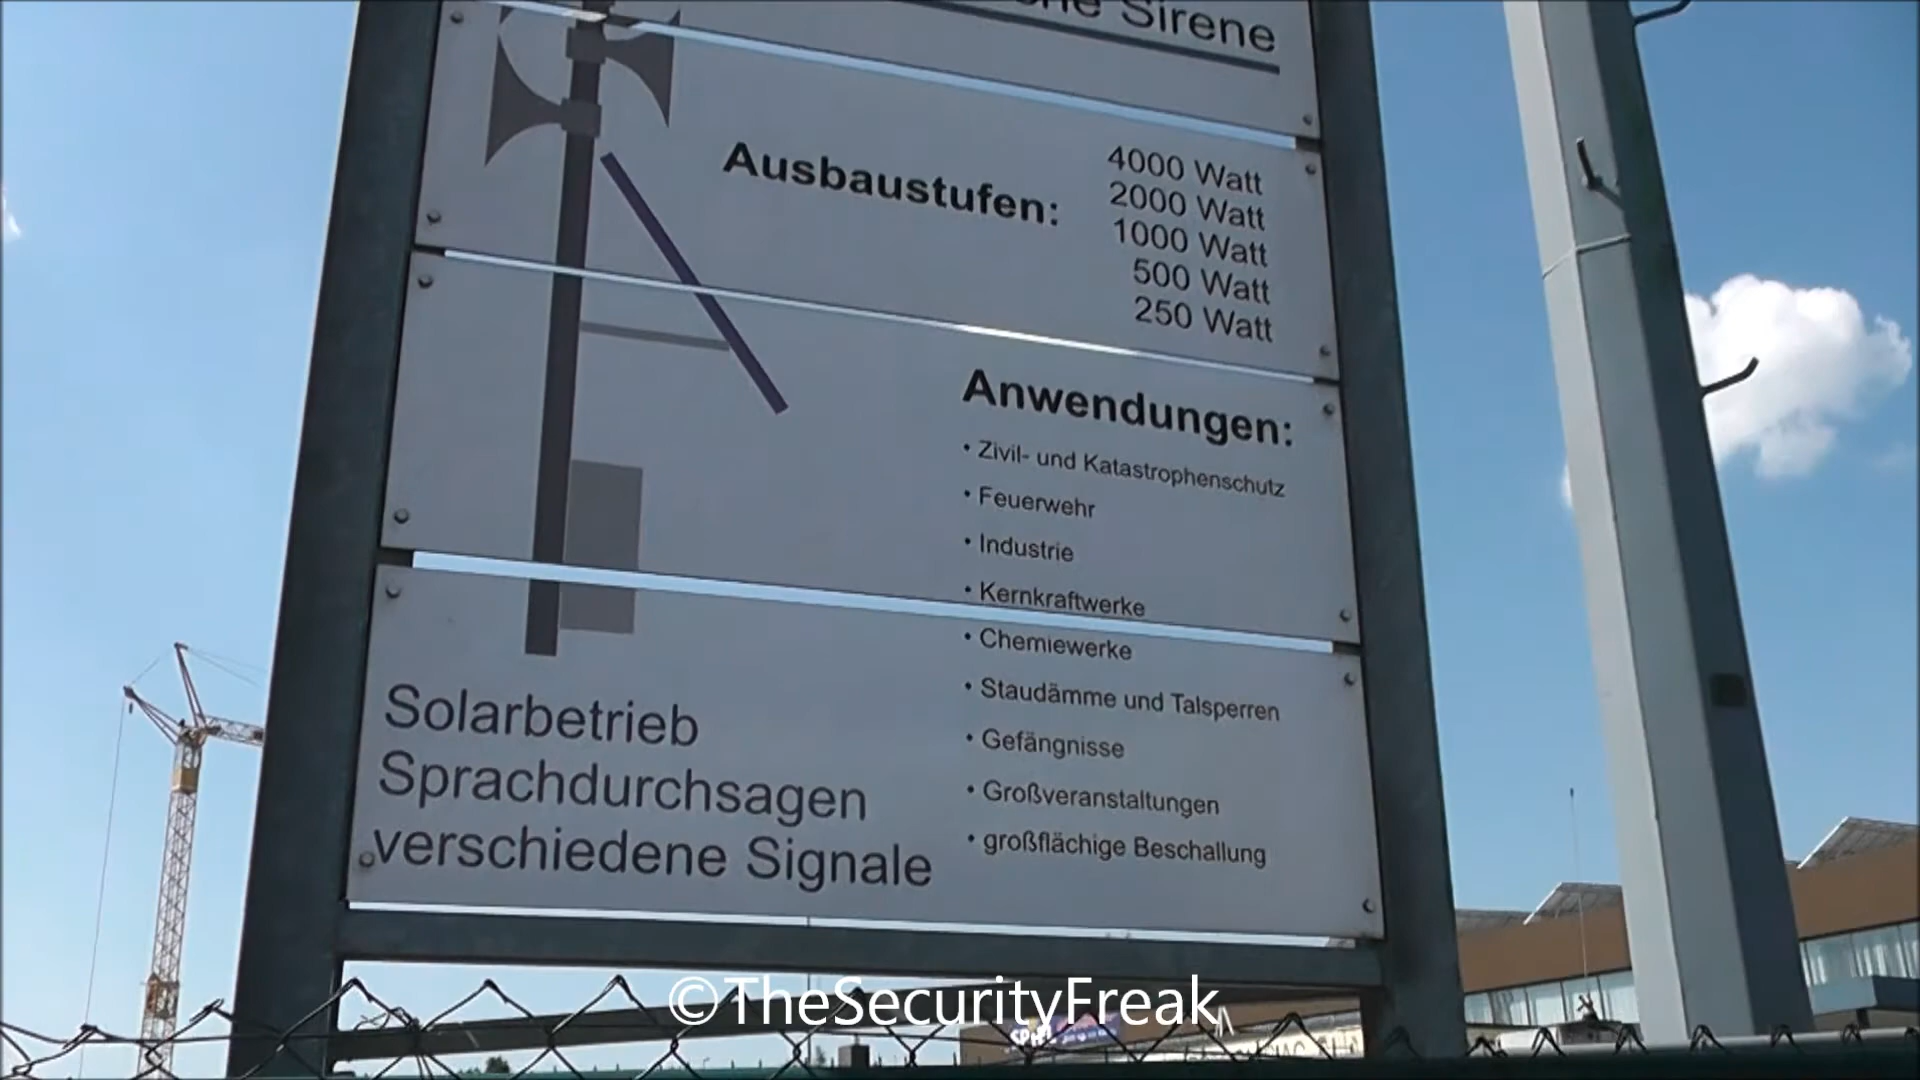 Sirene
Ausbaustufen:
4000 Watt
2000 Watt
1000 Watt
500 Watt
250 Watt
Anwendungen:
• Zivil- und Katastrophenschutz
• Feuerwehr
• Industrie
• Kernkraftwerke
• Chemiewerke
• Staudämme und Talsperren
• Gefängnisse
• Großveranstaltungen
• großflächige Beschallung
Solarbetrieb
Sprachdurchsagen
verschiedene Signale
©TheSecurityFreak